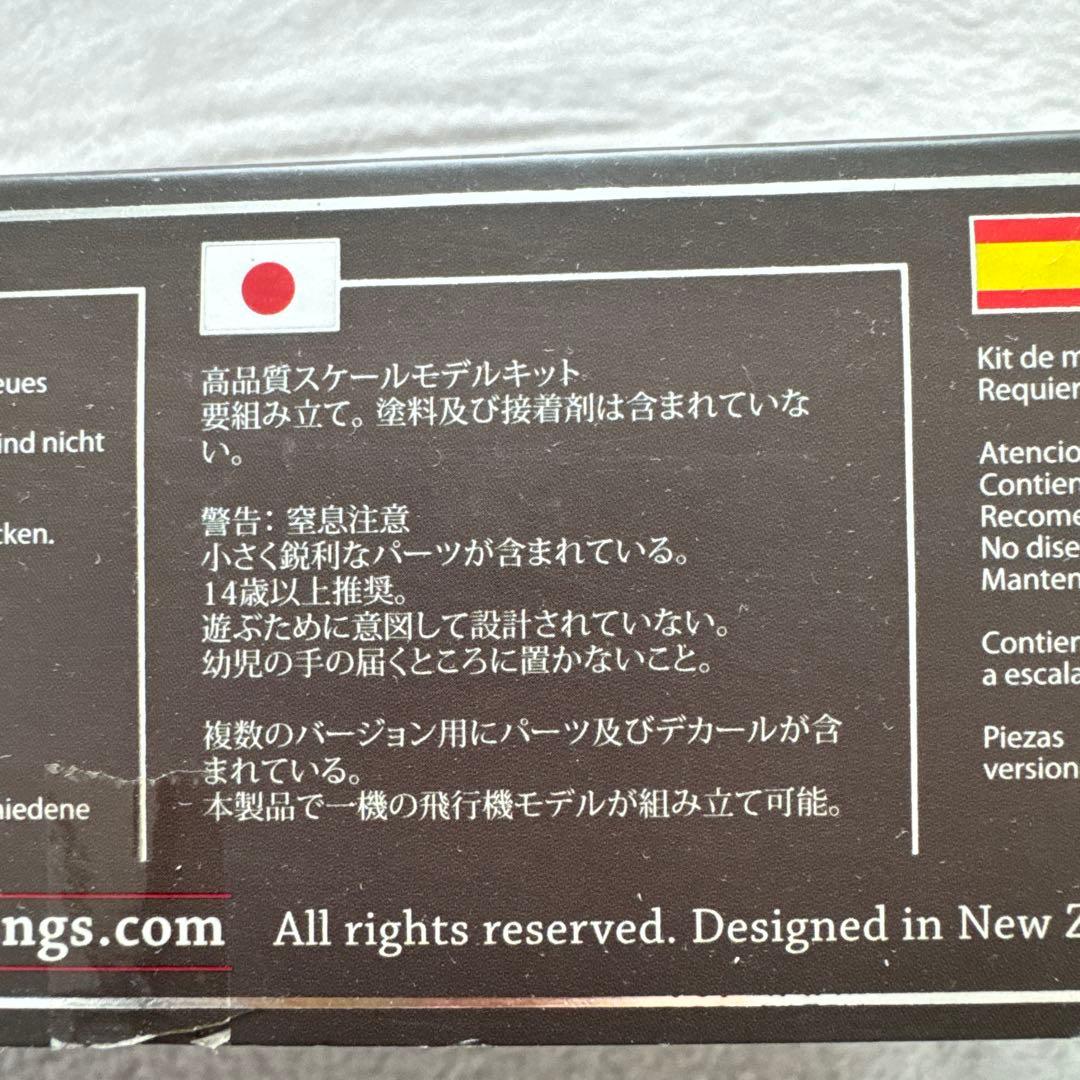 eues
ind nicht
cken.
hiedene
高品質スケールモデルキット
要組み立て。塗料及び接着剤は含まれていな
い。
警告：窒息注意
小さく鋭利なパーツが含まれている。
14歳以上推奨。
遊ぶために意図して設計されていない。
幼児の手の届くところに置かないこと。
複数のバージョン用にパーツ及びデカールが含
まれている。
本製品で一機の飛行機モデルが組み立て可能。
Kit de m
Requier
Atencio
Contien
Recome
No dise
Manten
Contien
a escala
Piezas
version
ngs.com All rights reserved. Designed in New Z